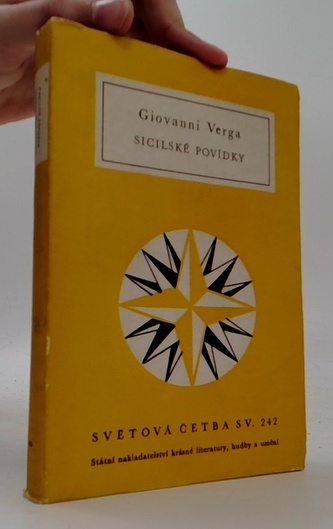 Giovanni Verga
SICILSKÉ POVÍDKY
SVĚTOVÁ ČETBA SV. 242
Státní nakladatelství krásné literatury, hudby a umění